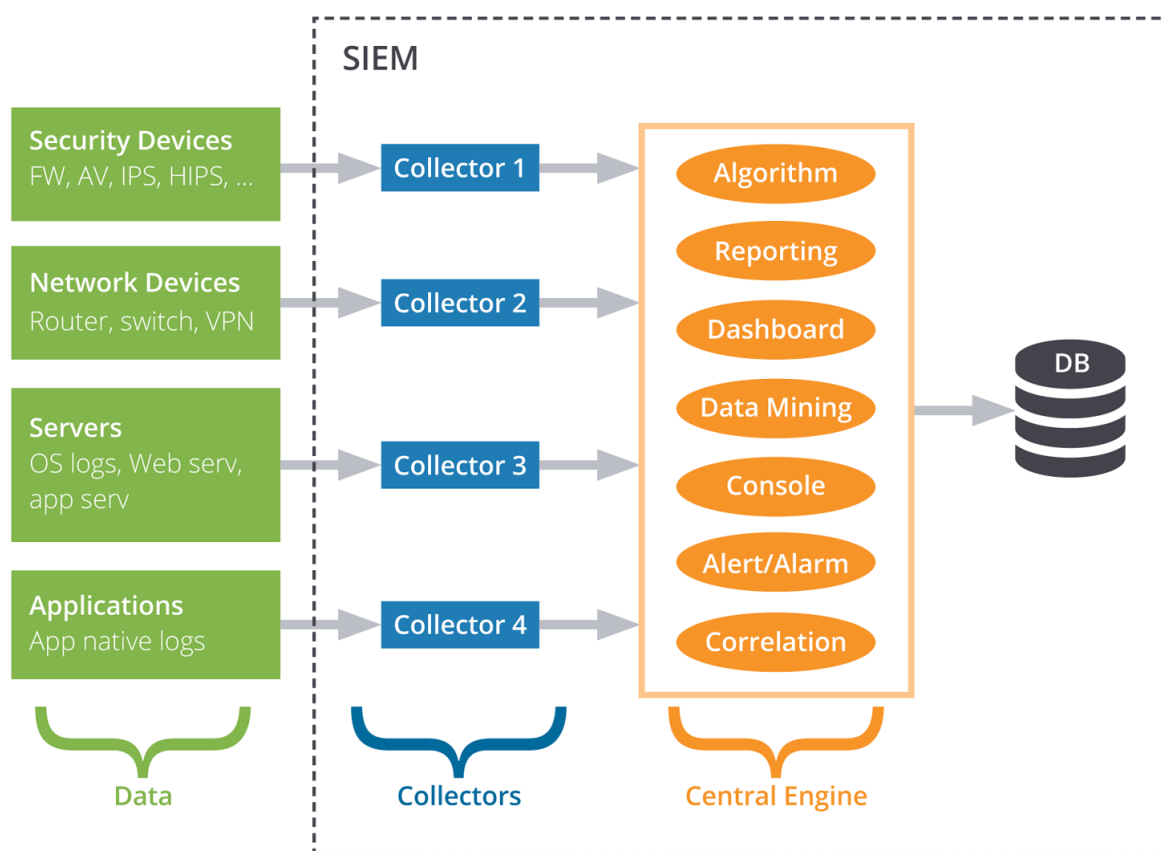 SIEM
Security Devices
FW, AV, IPS, HIPS, ...
Network Devices
Router, switch, VPN
Servers
OS logs, Web serv,
app serv
Applications
App native logs
Data
Collector 1
Collector 2
Collector 3
Collector 4
Collectors
Algorithm
Reporting
Dashboard
Data Mining
Console
Alert/Alarm
Correlation
Central Engine
DB